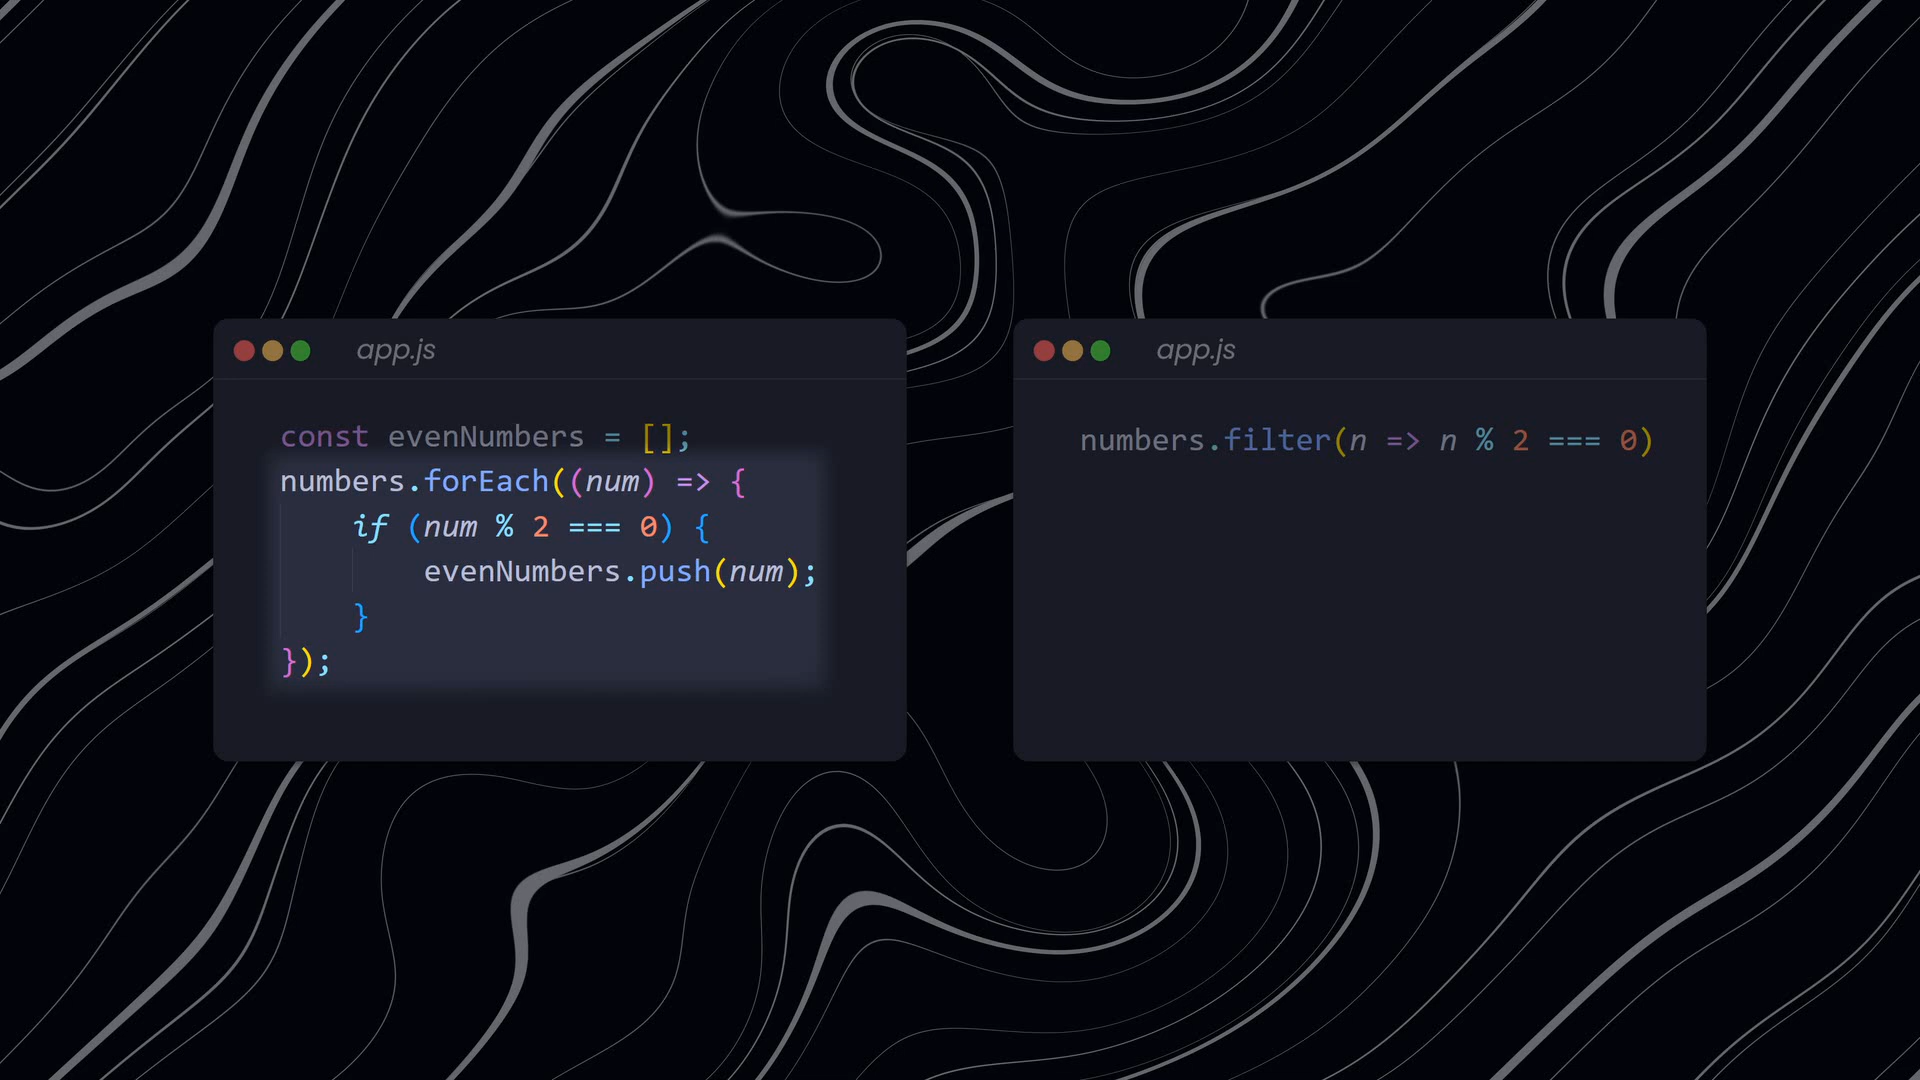 app.js
const evenNumbers = [];
numbers.forEach((num) => {
if (num % 2 === 0) {
evenNumbers.push(num);
}
});
app.js
numbers.filter(n => n % 2 === 0)